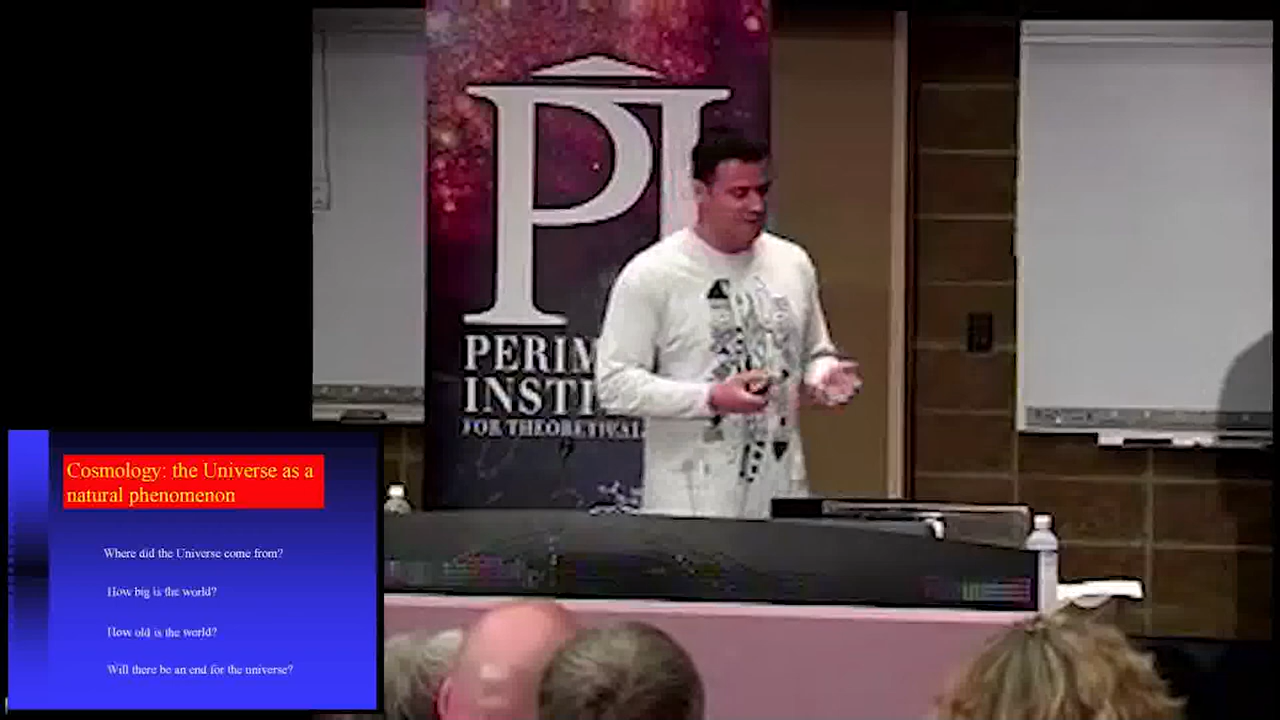 PI
PERIM
INSTI
FOR THEORETICAL
Cosmology: the Universe as a
natural phenomenon
Where did the Universe come from?
How big is the world?
How old is the world?
Will there be an end for the universe?